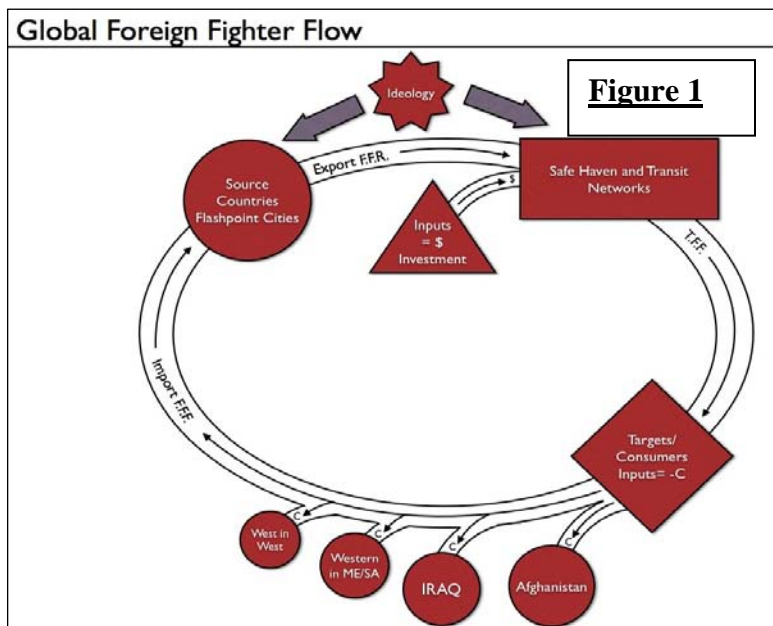 Global Foreign Fighter Flow
Ideology
Figure 1
Export F.F.R.
Source
Countries
Flashpoint Cities
$
Safe Haven and Transit
Networks
Inputs
= $
Investment
T.F.F.
Import F.F.F.
Targets/
Consumers
Inputs= -C
C
West in
West
C
Western
in ME/SA
C
IRAQ
C
Afghanistan